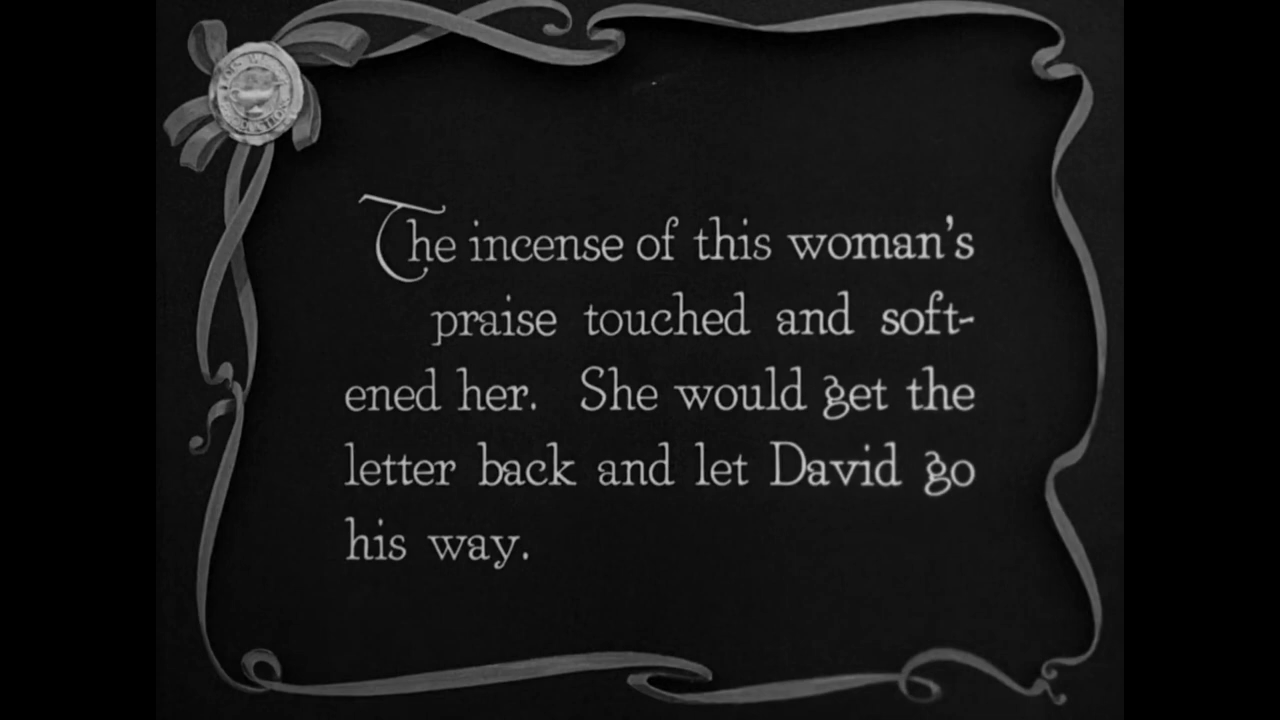 The incense of this woman's
praise touched and soft-
ened her. She would get the
letter back and let David go
his way.